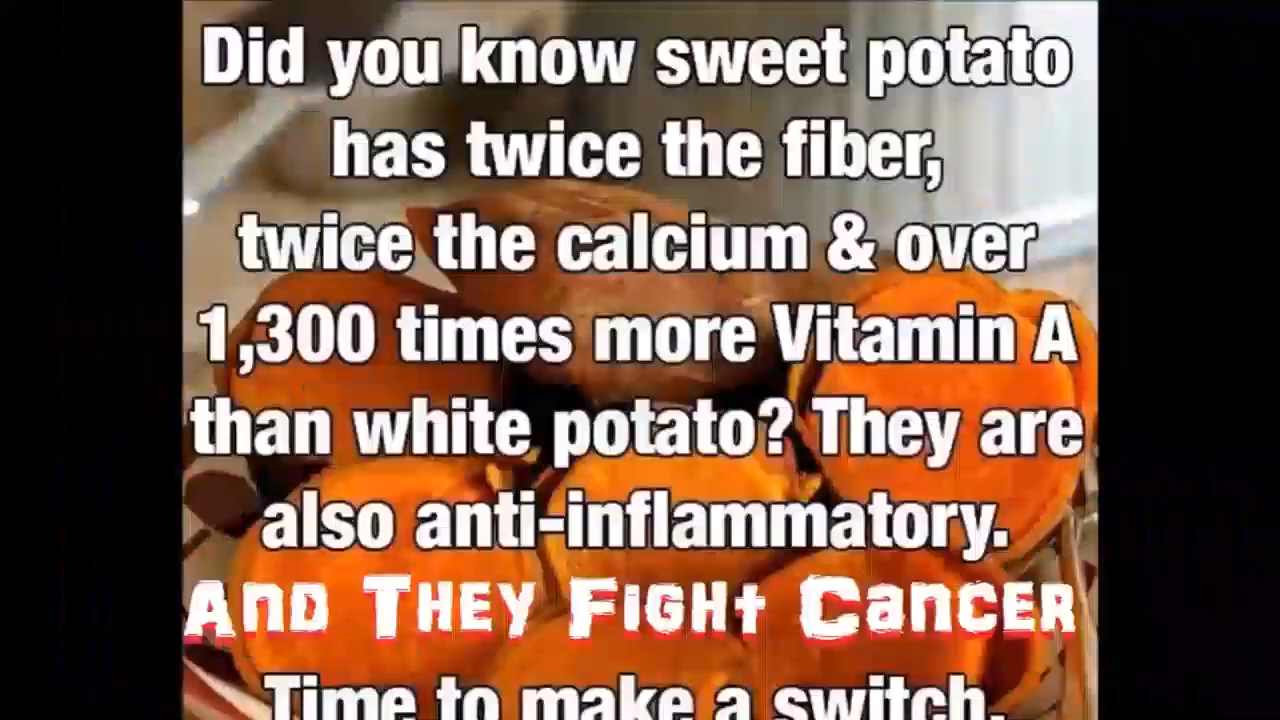 Did you know sweet potato
has twice the fiber,
twice the calcium & over
1,300 times more Vitamin A
than white potato? They are
also anti-inflammatory.
And They Fight Cancer
Time to make a switch.